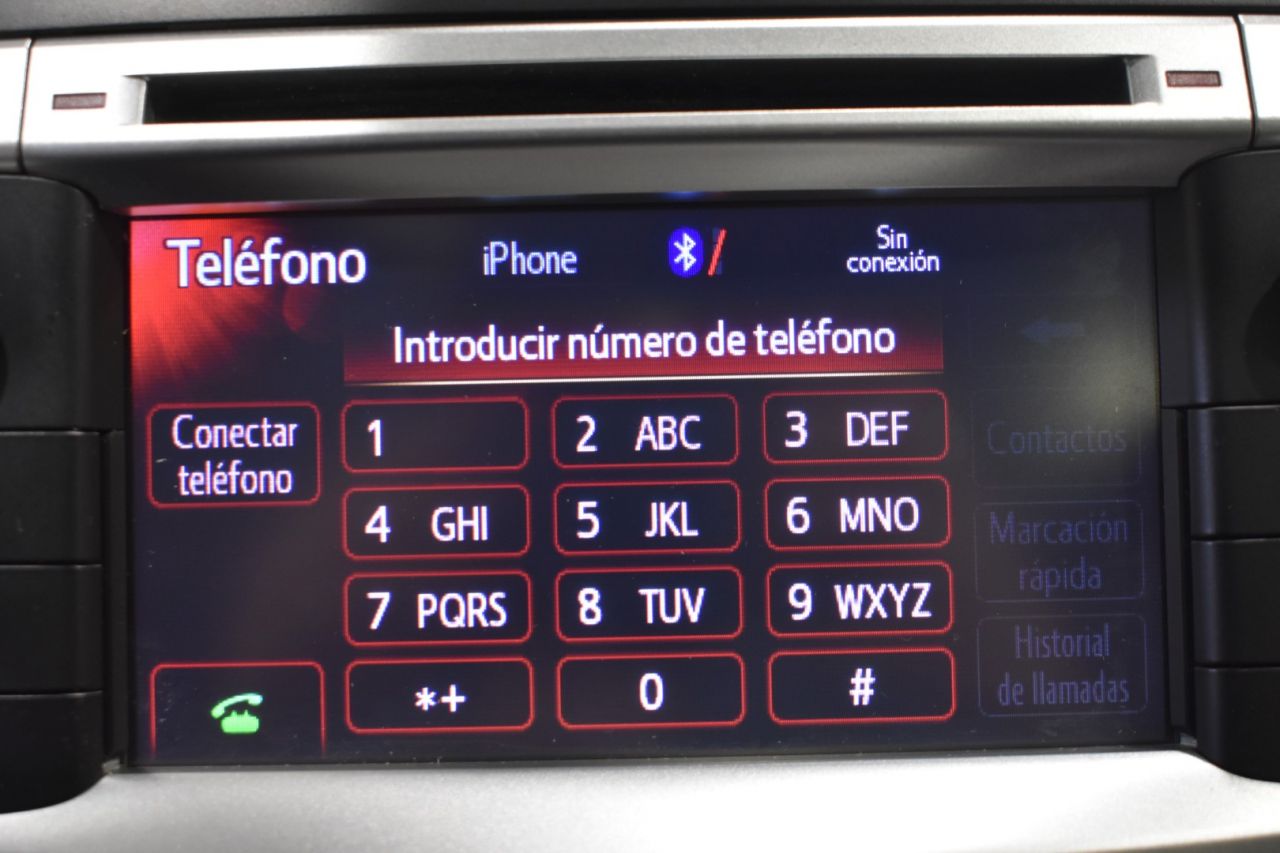 Teléfono
iPhone
Sin
conexión
Introducir número de teléfono
Conectar
teléfono
1
2 ABC
3 DEF
Contactos
4 GHI
5 JKL
6 MNO
Marcación
rápida
7 PQRS
8 TUV
9 WXYZ
Historial
de llamadas
*+
0
#